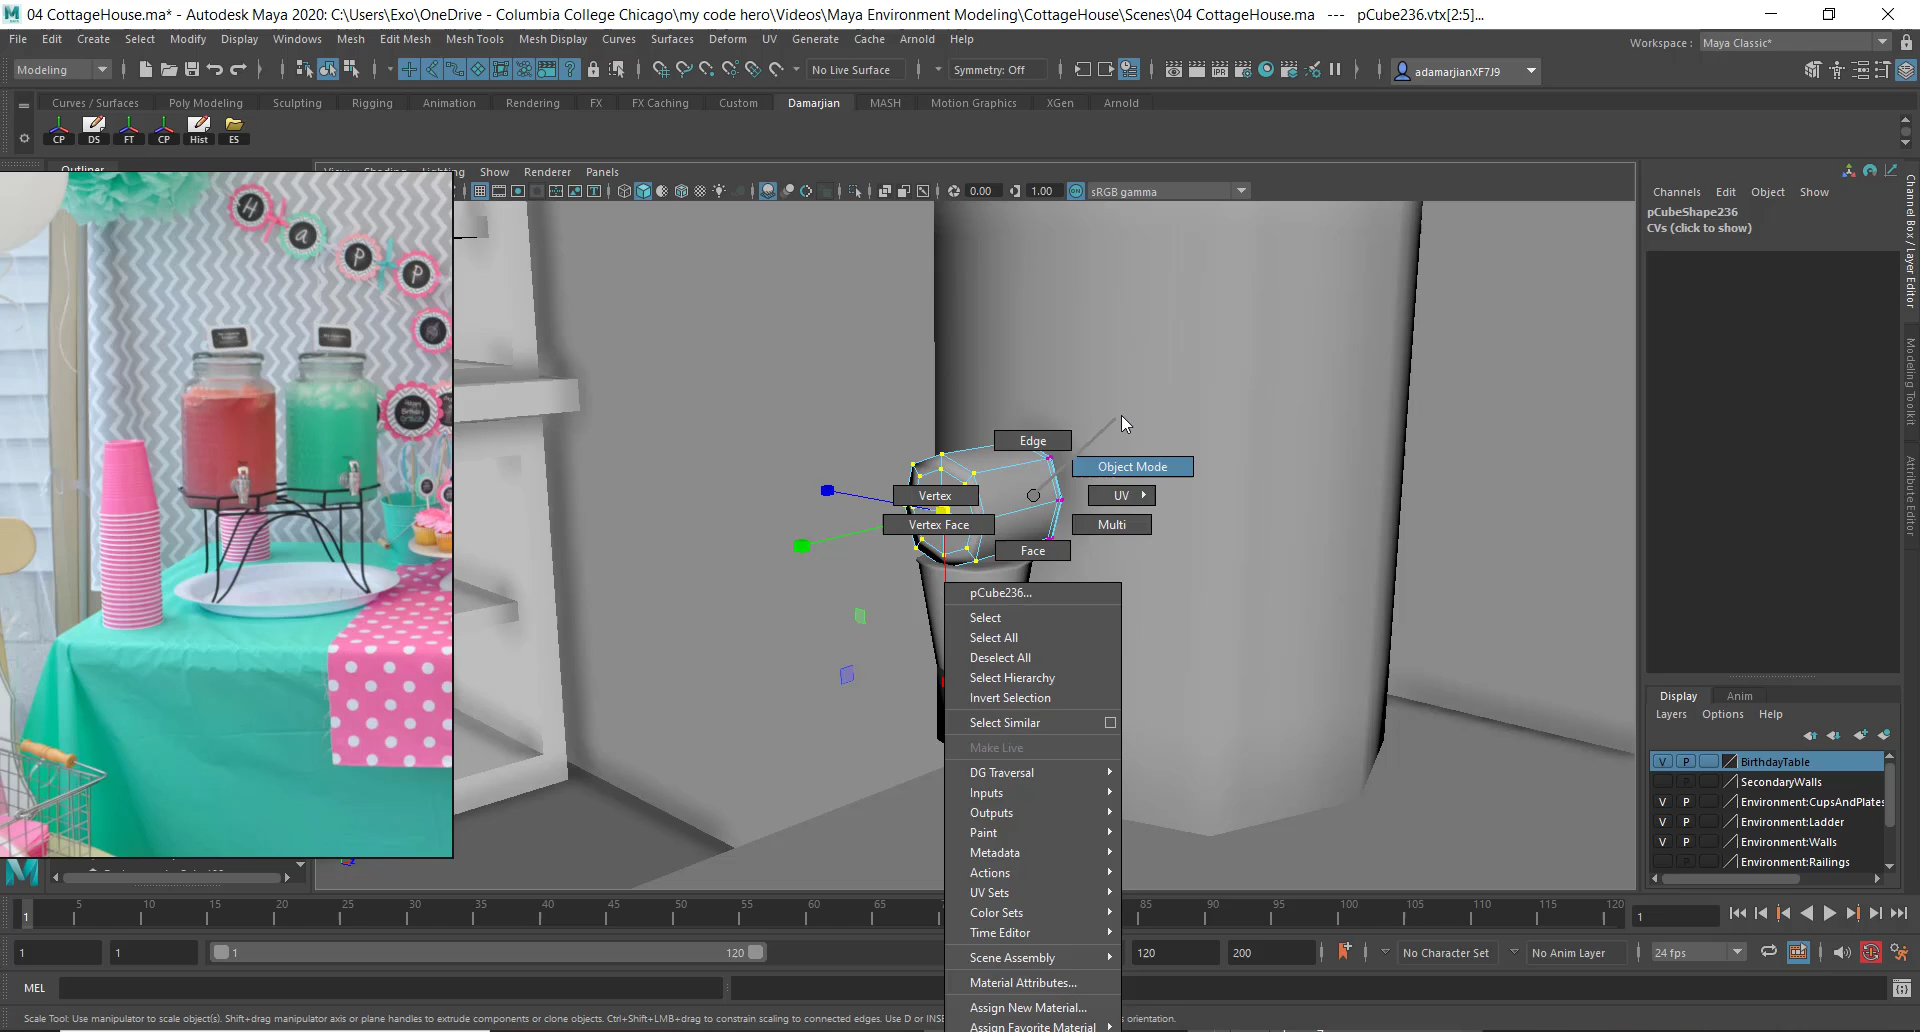 04 CottageHouse.ma* - Autodesk Maya 2020: C:\Users\Exo\OneDrive - Columbia College Chicago\my code hero\Videos\Maya Environment Modeling\CottageHouse\Scenes\04 CottageHouse.ma --- pCube236.vtx[2:5]...
File Edit Create Select Modify Display Windows Mesh Edit Mesh Mesh Tools Mesh Display Curves Surfaces Deform UV Generate Cache Arnold Help
Workspace : Maya Classic*
Modeling No Live Surface Symmetry: Off IPR adamarjianXF7J9
Curves / Surfaces Poly Modeling Sculpting Rigging Animation Rendering FX FX Caching Custom Damarjian MASH Motion Graphics XGen Arnold
CP DS FT CP Hist ES
Outliner
View Shading Lighting Show Renderer Panels
0.00 1.00 ON sRGB gamma
Channels Edit Object Show
pCubeShape236
CVs (click to show)
Channel Box / Layer Editor
Modeling Toolkit
Attribute Editor
H
a
P
P
Edge
Object Mode
Vertex
UV
Vertex Face
Multi
Face
pCube236...
Select
Select All
Deselect All
Select Hierarchy
Invert Selection
Select Similar
Make Live
DG Traversal
Inputs
Outputs
Paint
Metadata
Actions
UV Sets
Color Sets
Time Editor
Scene Assembly
Material Attributes...
Assign New Material...
Assign Favorite Material
Display Anim
Layers Options Help
V P BirthdayTable
P SecondaryWalls
V P Environment:CupsAndPlates
V P Environment:Ladder
V P Environment:Walls
P Environment:Railings
1 5 10 15 20 25 30 35 40 45 50 55 60 65 85 90 95 100 105 110 115 120
1
1 1 1 120 120 200 No Character Set No Anim Layer 24 fps
MEL
Scale Tool: Use manipulator to scale object(s). Shift+drag manipulator axis or plane handles to extrude components or clone objects. Ctrl+Shift+LMB+drag to constrain scaling to connected edges. Use D or INSE
orientation.